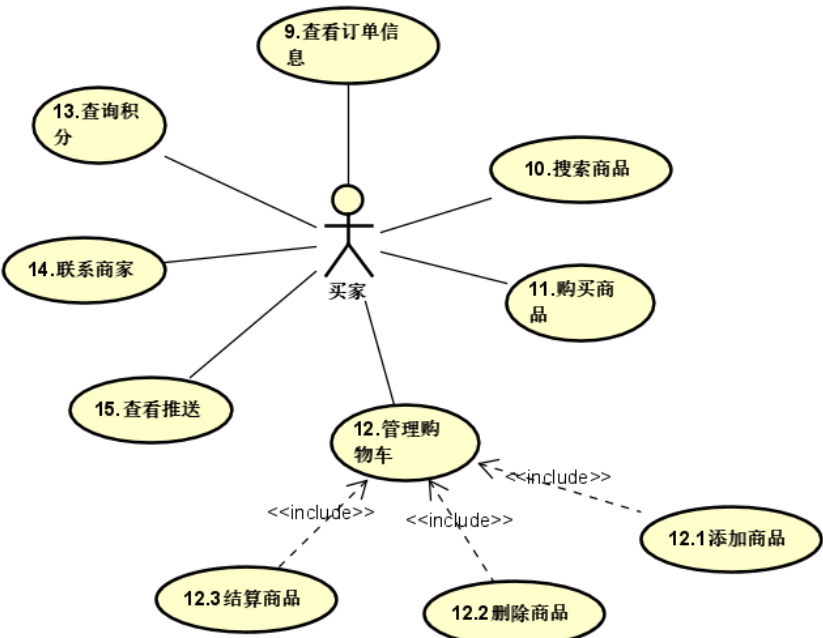 9.查看订单信
息
13.查询积
分
10.搜索商品
14.联系商家
买家
11.购买商
品
15.查看推送
12.管理购
物车
<<include>>
<<include>>
<<include>>
12.1添加商品
12.3结算商品
12.2删除商品